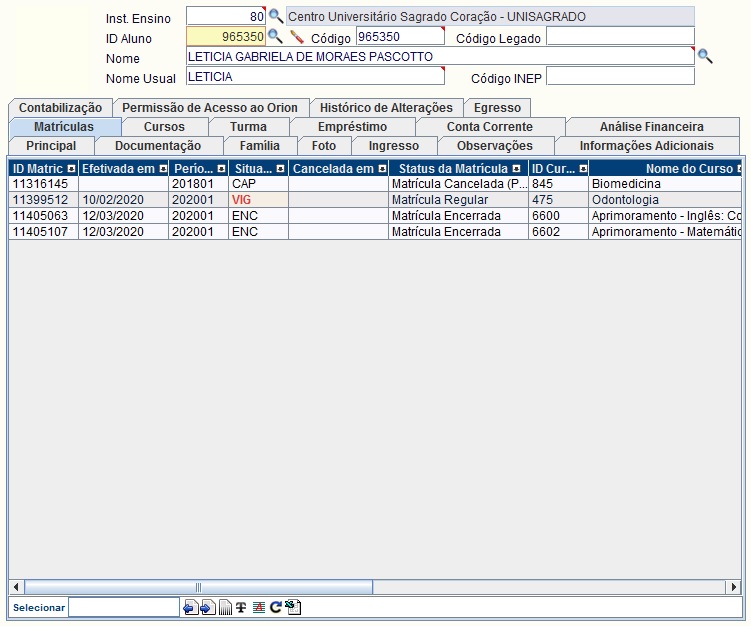 Inst. Ensino 80 Centro Universitário Sagrado Coração - UNISAGRADO
ID Aluno 965350 Código 965350 Código Legado
Nome LETICIA GABRIELA DE MORAES PASCOTTO
Nome Usual LETICIA Código INEP
Contabilização Permissão de Acesso ao Orion Histórico de Alterações Egresso
Matrículas Cursos Turma Empréstimo Conta Corrente Análise Financeira
Principal Documentação Família Foto Ingresso Observações Informações Adicionais
ID Matric Efetivada em Perío... Situa... Cancelada em Status da Matrícula ID Cur... Nome do Curso
11316145 201801 CAP Matrícula Cancelada (P... 845 Biomedicina
11399512 10/02/2020 202001 VIG Matrícula Regular 475 Odontologia
11405063 12/03/2020 202001 ENC Matrícula Encerrada 6600 Aprimoramento - Inglês: Co
11405107 12/03/2020 202001 ENC Matrícula Encerrada 6602 Aprimoramento - Matemátic
Selecionar